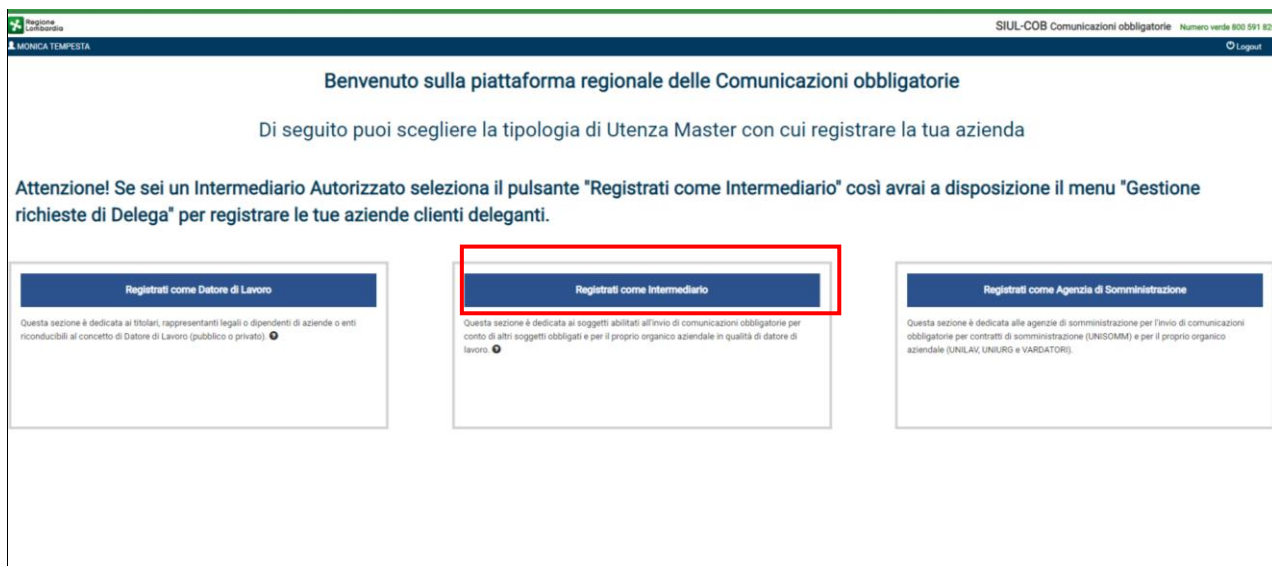 Regione
Lombardia
SIUL-COB Comunicazioni obbligatorie Numero verde 800 591 82
MONICA TEMPESTA
Logout
Benvenuto sulla piattaforma regionale delle Comunicazioni obbligatorie
Di seguito puoi scegliere la tipologia di Utenza Master con cui registrare la tua azienda
Attenzione! Se sei un Intermediario Autorizzato seleziona il pulsante "Registrati come Intermediario" così avrai a disposizione il menu "Gestione
richieste di Delega" per registrare le tue aziende clienti deleganti.
Registrati come Datore di Lavoro
Questa sezione è dedicata ai titolari, rappresentanti legali o dipendenti di aziende o enti
riconducibili al concetto di Datore di Lavoro (pubblico o privato).
Registrati come Intermediario
Questa sezione è dedicata ai soggetti abilitati all'invio di comunicazioni obbligatorie per
conto di altri soggetti obbligati e per il proprio organico aziendale in qualità di datore di
lavoro.
Registrati come Agenzia di Somministrazione
Questa sezione è dedicata alle agenzie di somministrazione per l'invio di comunicazioni
obbligatorie per contratti di somministrazione (UNISOMM) e per il proprio organico
aziendale (UNILAV, UNIURG e VARDATORI).